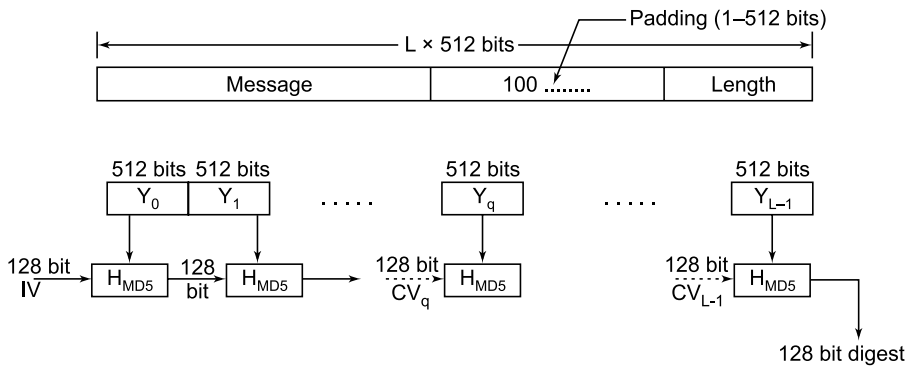 Padding (1–512 bits)
L × 512 bits
Message 100 ........ Length
512 bits 512 bits 512 bits 512 bits
Y0 Y1 ..... Yq ..... YL–1
128 bit 128 128 bit 128 bit
IV HMD5 bit HMD5 CVq HMD5 CVL-1 HMD5
128 bit digest